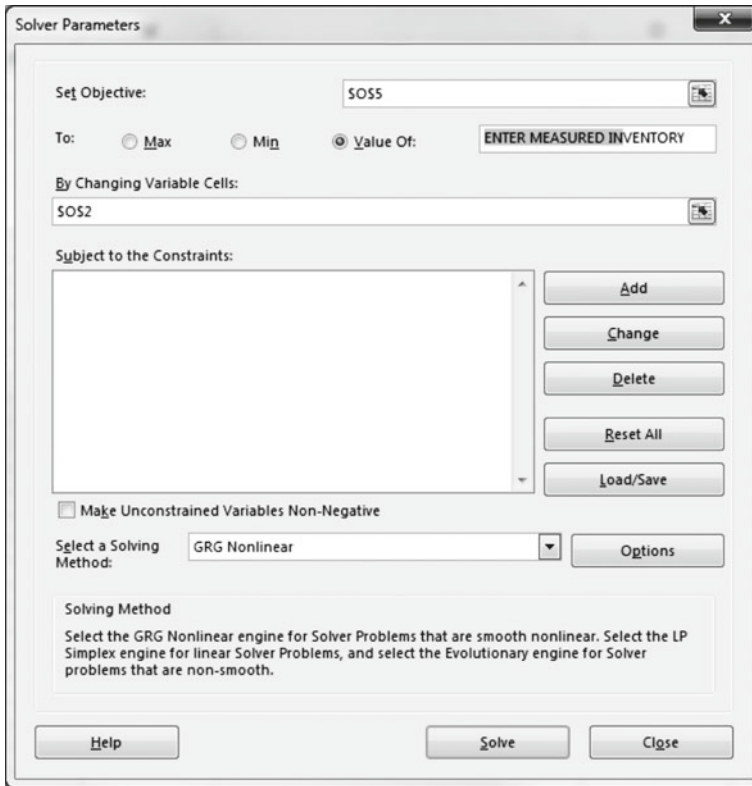 Solver Parameters
X
Set Objective:
$O$5
To:
Max
Min
Value Of:
ENTER MEASURED INVENTORY
By Changing Variable Cells:
$O$2
Subject to the Constraints:
Add
Change
Delete
Reset All
Load/Save
Make Unconstrained Variables Non-Negative
Select a Solving
Method:
GRG Nonlinear
Options
Solving Method
Select the GRG Nonlinear engine for Solver Problems that are smooth nonlinear. Select the LP
Simplex engine for linear Solver Problems, and select the Evolutionary engine for Solver
problems that are non-smooth.
Help
Solve
Close